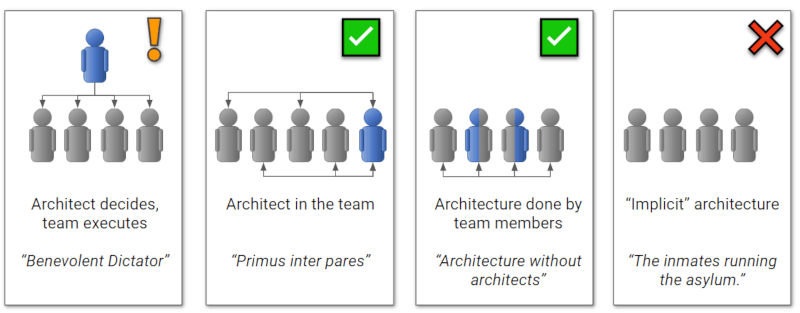 Architect decides,
team executes
“Benevolent Dictator”
Architect in the team
“Primus inter pares”
Architecture done by
team members
“Architecture without
architects”
“Implicit” architecture
“The inmates running
the asylum.”